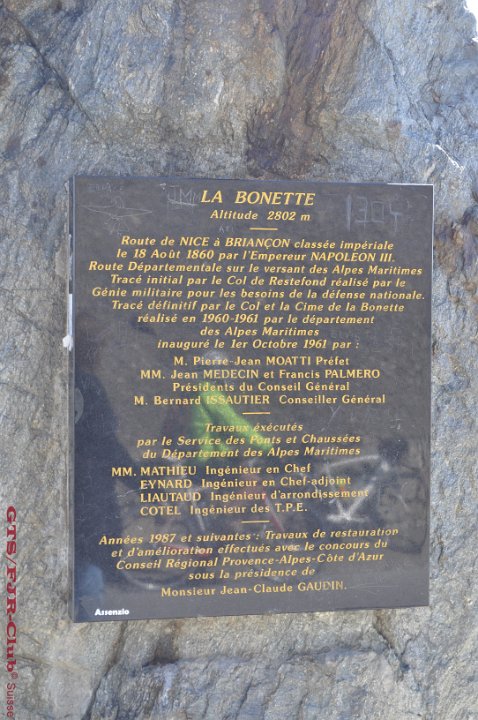 LA BONETTE
Altitude 2802 m
Route de NICE à BRIANÇON classée impériale
le 18 Août 1860 par l'Empereur NAPOLEON III.
Route Départementale sur le versant des Alpes Maritimes
Tracé initial par le Col de Restefond réalisé par le
Génie militaire pour les besoins de la défense nationale.
Tracé définitif par le Col et la Cime de la Bonette
réalisé en 1960-1961 par le département
des Alpes Maritimes
inauguré le 1er Octobre 1961 par :
M. Pierre-Jean MOATTI Préfet
MM. Jean MEDECIN et Francis PALMERO
Présidents du Conseil Général
M. Bernard ISSAUTIER Conseiller Général
Travaux éxécutés
par le Service des Ponts et Chaussées
du Département des Alpes Maritimes
MM. MATHIEU Ingénieur en Chef
EYNARD Ingénieur en Chef-adjoint
LIAUTAUD Ingénieur d'arrondissement
COTEL Ingénieur des T.P.E.
Années 1987 et suivantes : Travaux de restauration
et d'amélioration effectués avec le concours du
Conseil Régional Provence-Alpes-Côte d'Azur
sous la présidence de
Monsieur Jean-Claude GAUDIN.
Assenzio
GTS/FJR-Club © Suisse